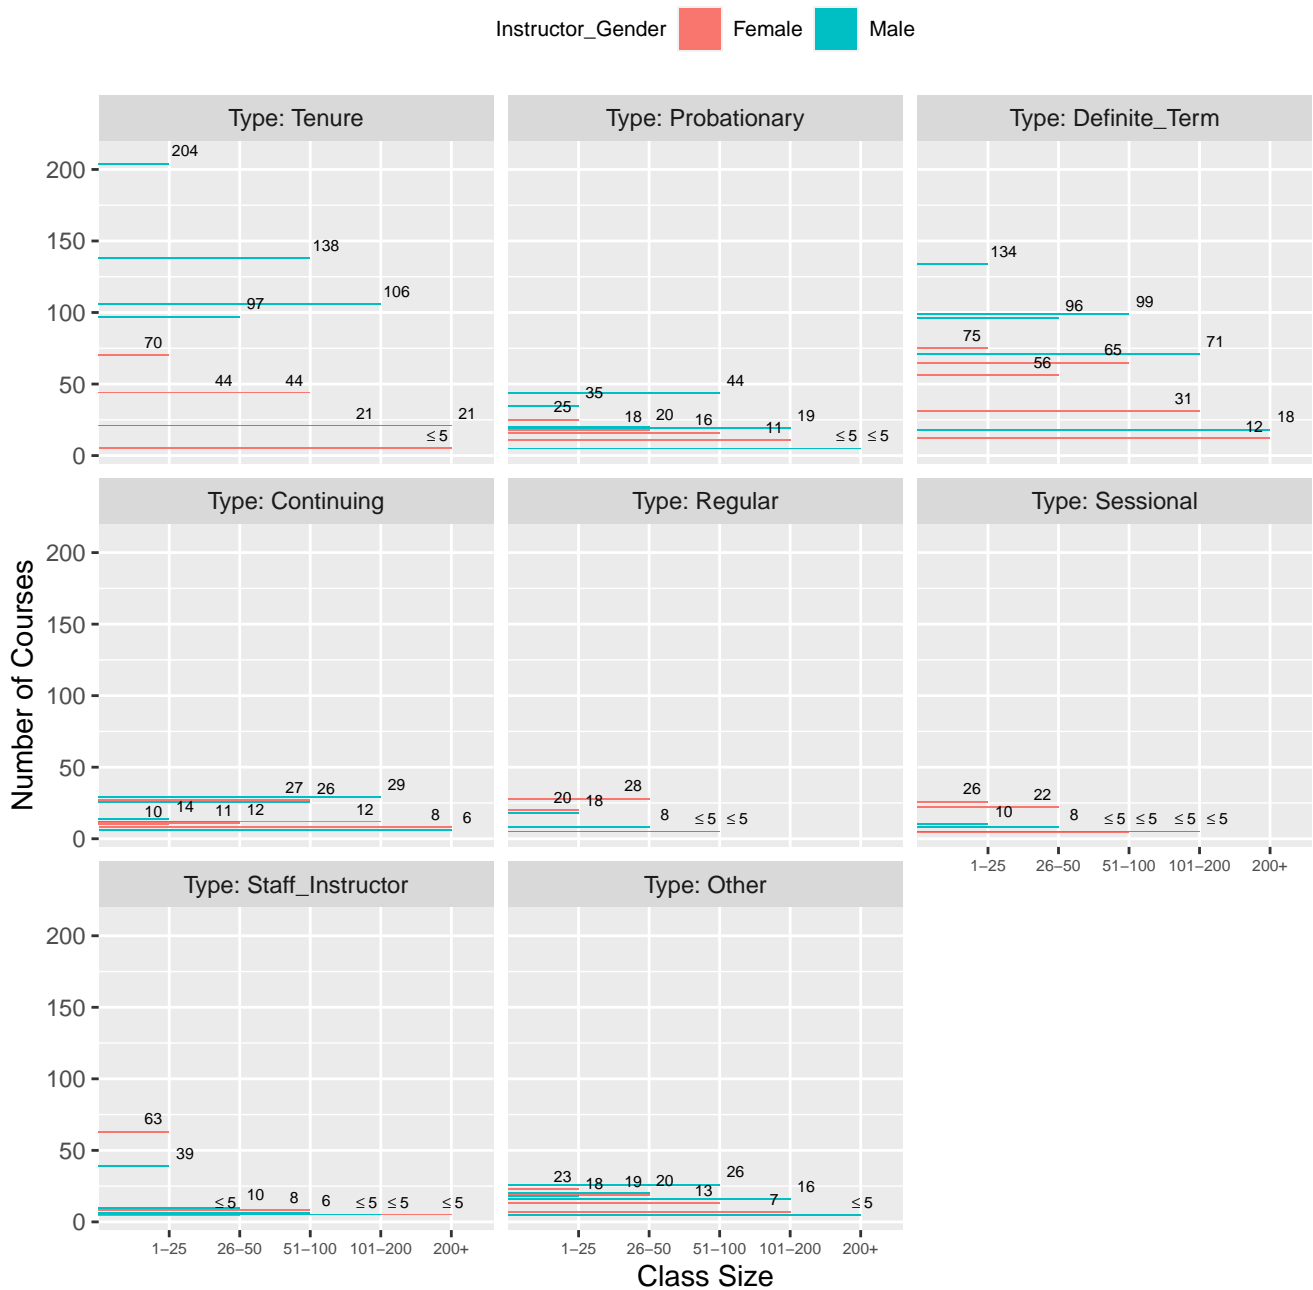 Instructor_Gender Female Male
Type: Tenure Type: Probationary Type: Definite_Term
Number of Courses
200
150
100
50
0
204
138
106
97
70
44 44
21 21
≤ 5
44
35
25
18 20 16 11 19
≤ 5 ≤ 5
134
96 99
75
65 71
56
31
12 18
Type: Continuing Type: Regular Type: Sessional
200
150
100
50
0
10 14 11 12 27 26 12 29 8 6
20 18 28 8 ≤ 5 ≤ 5
26 10 22 8 ≤ 5 ≤ 5 ≤ 5 ≤ 5
1–25 26–50 51–100 101–200 200+
Type: Staff_Instructor Type: Other
200
150
100
50
0
63
39
≤ 5 10 8 6 ≤ 5 ≤ 5 ≤ 5
23 18 19 20 13 26 7 16 ≤ 5
1–25 26–50 51–100 101–200 200+
1–25 26–50 51–100 101–200 200+
Class Size